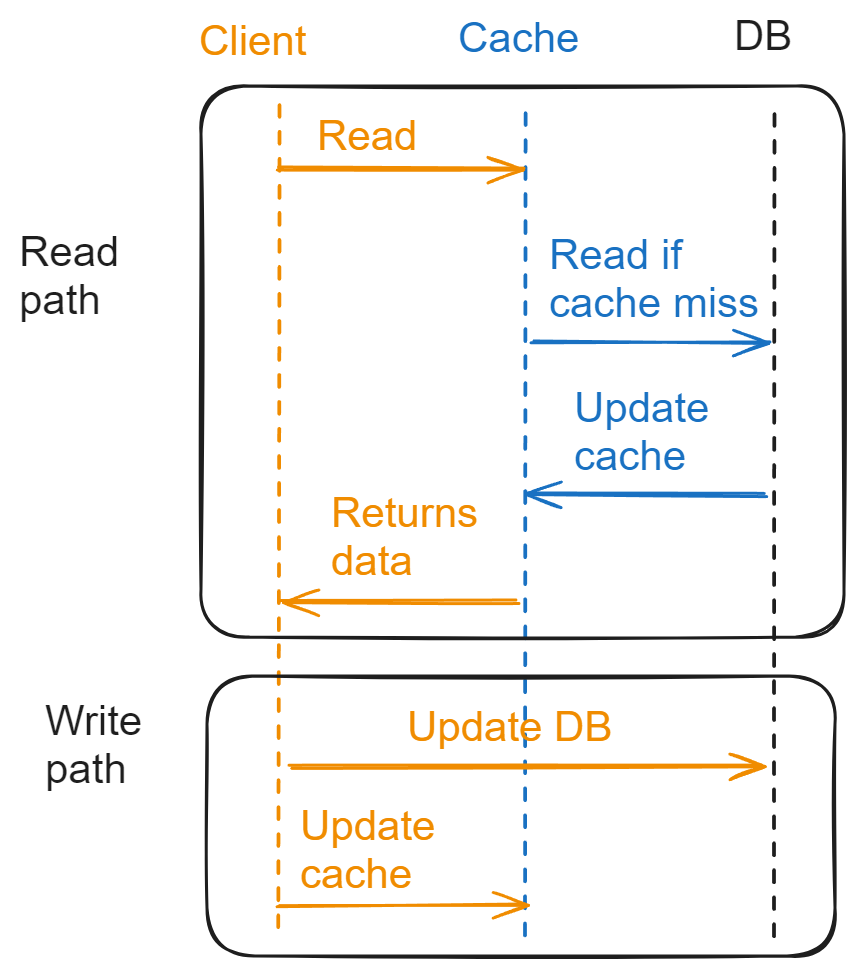 Client
Cache
DB
Read
Read
path
Read if
cache miss
Update
cache
Returns
data
Write
path
Update DB
Update
cache